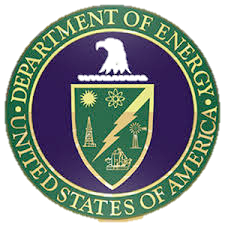 · DEPARTMENT OF ENERGY ·
UNITED STATES OF AMERICA